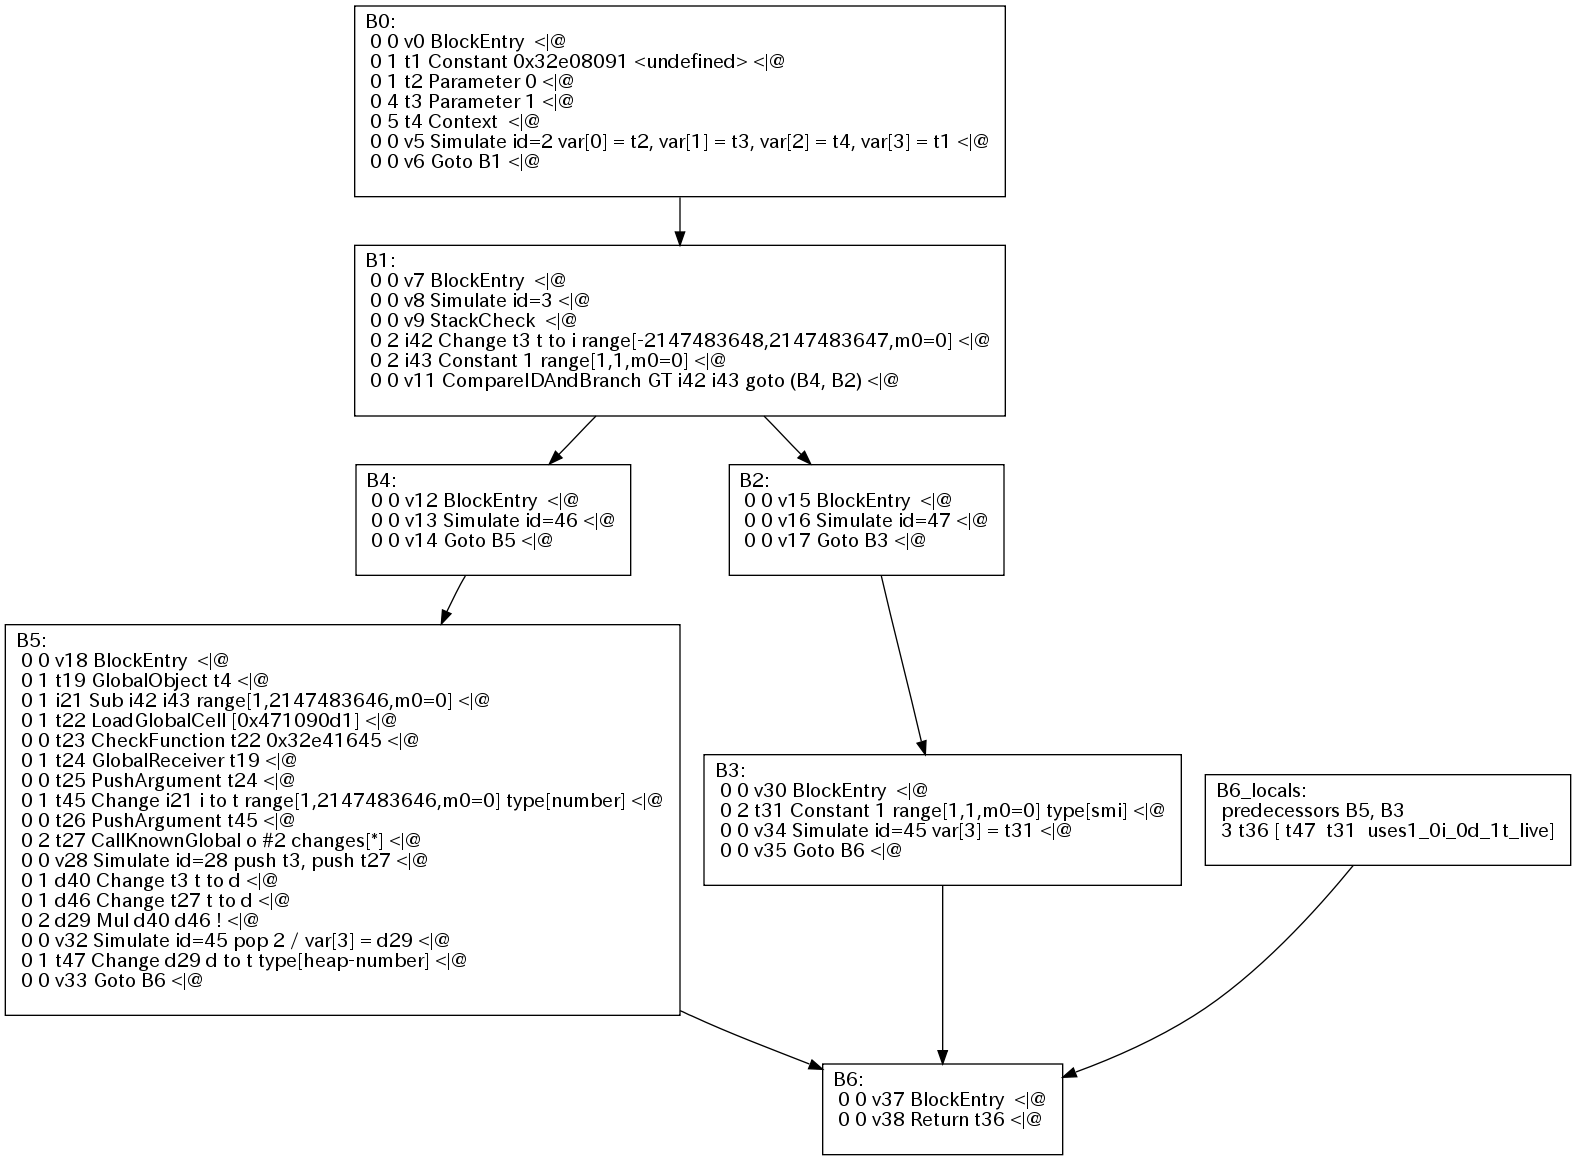 B0:
0 0 v0 BlockEntry <|@
0 1 t1 Constant 0x32e08091 <undefined> <|@
0 1 t2 Parameter 0 <|@
0 4 t3 Parameter 1 <|@
0 5 t4 Context <|@
0 0 v5 Simulate id=2 var[0] = t2, var[1] = t3, var[2] = t4, var[3] = t1 <|@
0 0 v6 Goto B1 <|@
B1:
0 0 v7 BlockEntry <|@
0 0 v8 Simulate id=3 <|@
0 0 v9 StackCheck <|@
0 2 i42 Change t3 t to i range[-2147483648,2147483647,m0=0] <|@
0 2 i43 Constant 1 range[1,1,m0=0] <|@
0 0 v11 CompareIDAndBranch GT i42 i43 goto (B4, B2) <|@
B4:
0 0 v12 BlockEntry <|@
0 0 v13 Simulate id=46 <|@
0 0 v14 Goto B5 <|@
B2:
0 0 v15 BlockEntry <|@
0 0 v16 Simulate id=47 <|@
0 0 v17 Goto B3 <|@
B5:
0 0 v18 BlockEntry <|@
0 1 t19 GlobalObject t4 <|@
0 1 i21 Sub i42 i43 range[1,2147483646,m0=0] <|@
0 1 t22 LoadGlobalCell [0x471090d1] <|@
0 0 t23 CheckFunction t22 0x32e41645 <|@
0 1 t24 GlobalReceiver t19 <|@
0 0 t25 PushArgument t24 <|@
0 1 t45 Change i21 i to t range[1,2147483646,m0=0] type[number] <|@
0 0 t26 PushArgument t45 <|@
0 2 t27 CallKnownGlobal o #2 changes[*] <|@
0 0 v28 Simulate id=28 push t3, push t27 <|@
0 1 d40 Change t3 t to d <|@
0 1 d46 Change t27 t to d <|@
0 2 d29 Mul d40 d46 ! <|@
0 0 v32 Simulate id=45 pop 2 / var[3] = d29 <|@
0 1 t47 Change d29 d to t type[heap-number] <|@
0 0 v33 Goto B6 <|@
B3:
0 0 v30 BlockEntry <|@
0 2 t31 Constant 1 range[1,1,m0=0] type[smi] <|@
0 0 v34 Simulate id=45 var[3] = t31 <|@
0 0 v35 Goto B6 <|@
B6_locals:
predecessors B5, B3
3 t36 [ t47 t31 uses1_0i_0d_1t_live]
B6:
0 0 v37 BlockEntry <|@
0 0 v38 Return t36 <|@